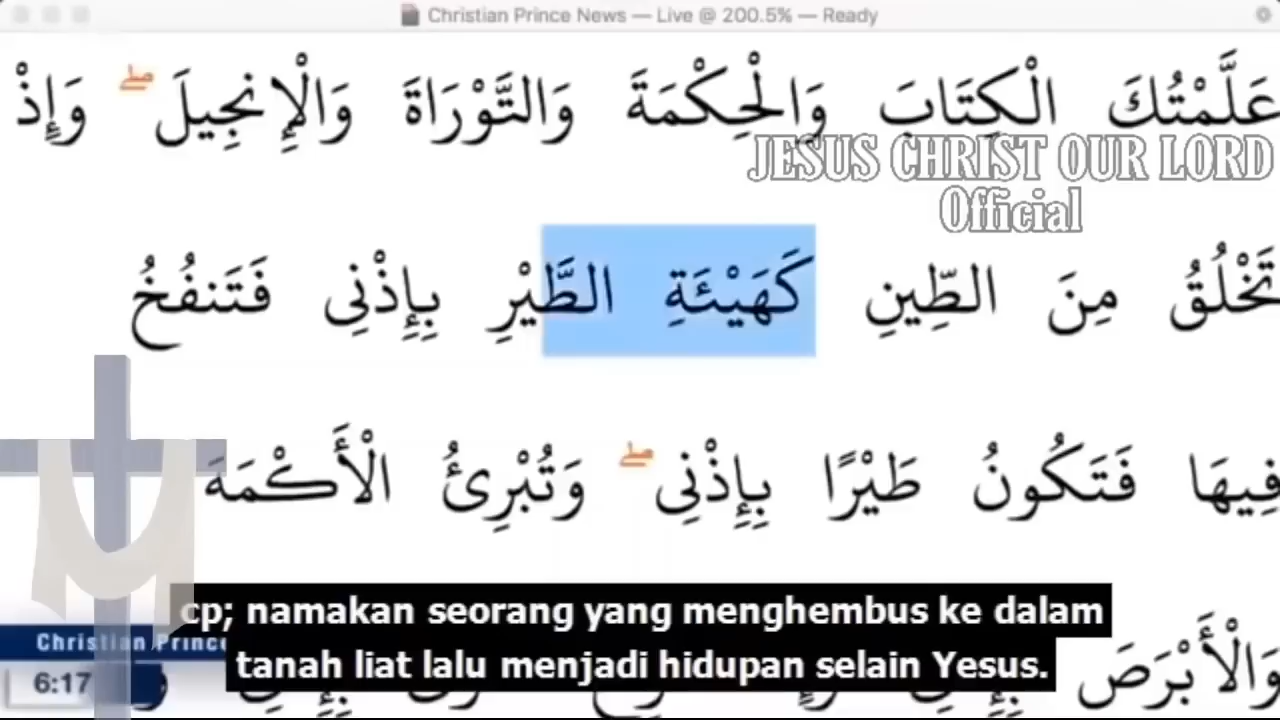 Christian Prince News — Live @ 200.5% — Ready
عَلَّمْتُكَ الْكِتَابَ وَالْحِكْمَةَ وَالتَّوْرَاةَ وَالْإِنجِيلَ ۖ وَإِذْ
JESUS CHRIST OUR LORD
Official
تَخْلُقُ مِنَ الطِّينِ كَهَيْئَةِ الطَّيْرِ بِإِذْنِى فَتَنفُخُ
فِيهَا فَتَكُونُ طَيْرًا بِإِذْنِى ۖ وَتُبْرِئُ الْأَكْمَهَ
cp; namakan seorang yang menghembus ke dalam
tanah liat lalu menjadi hidupan selain Yesus.
Christian Prince
6:17
وَالْأَبْرَصَ